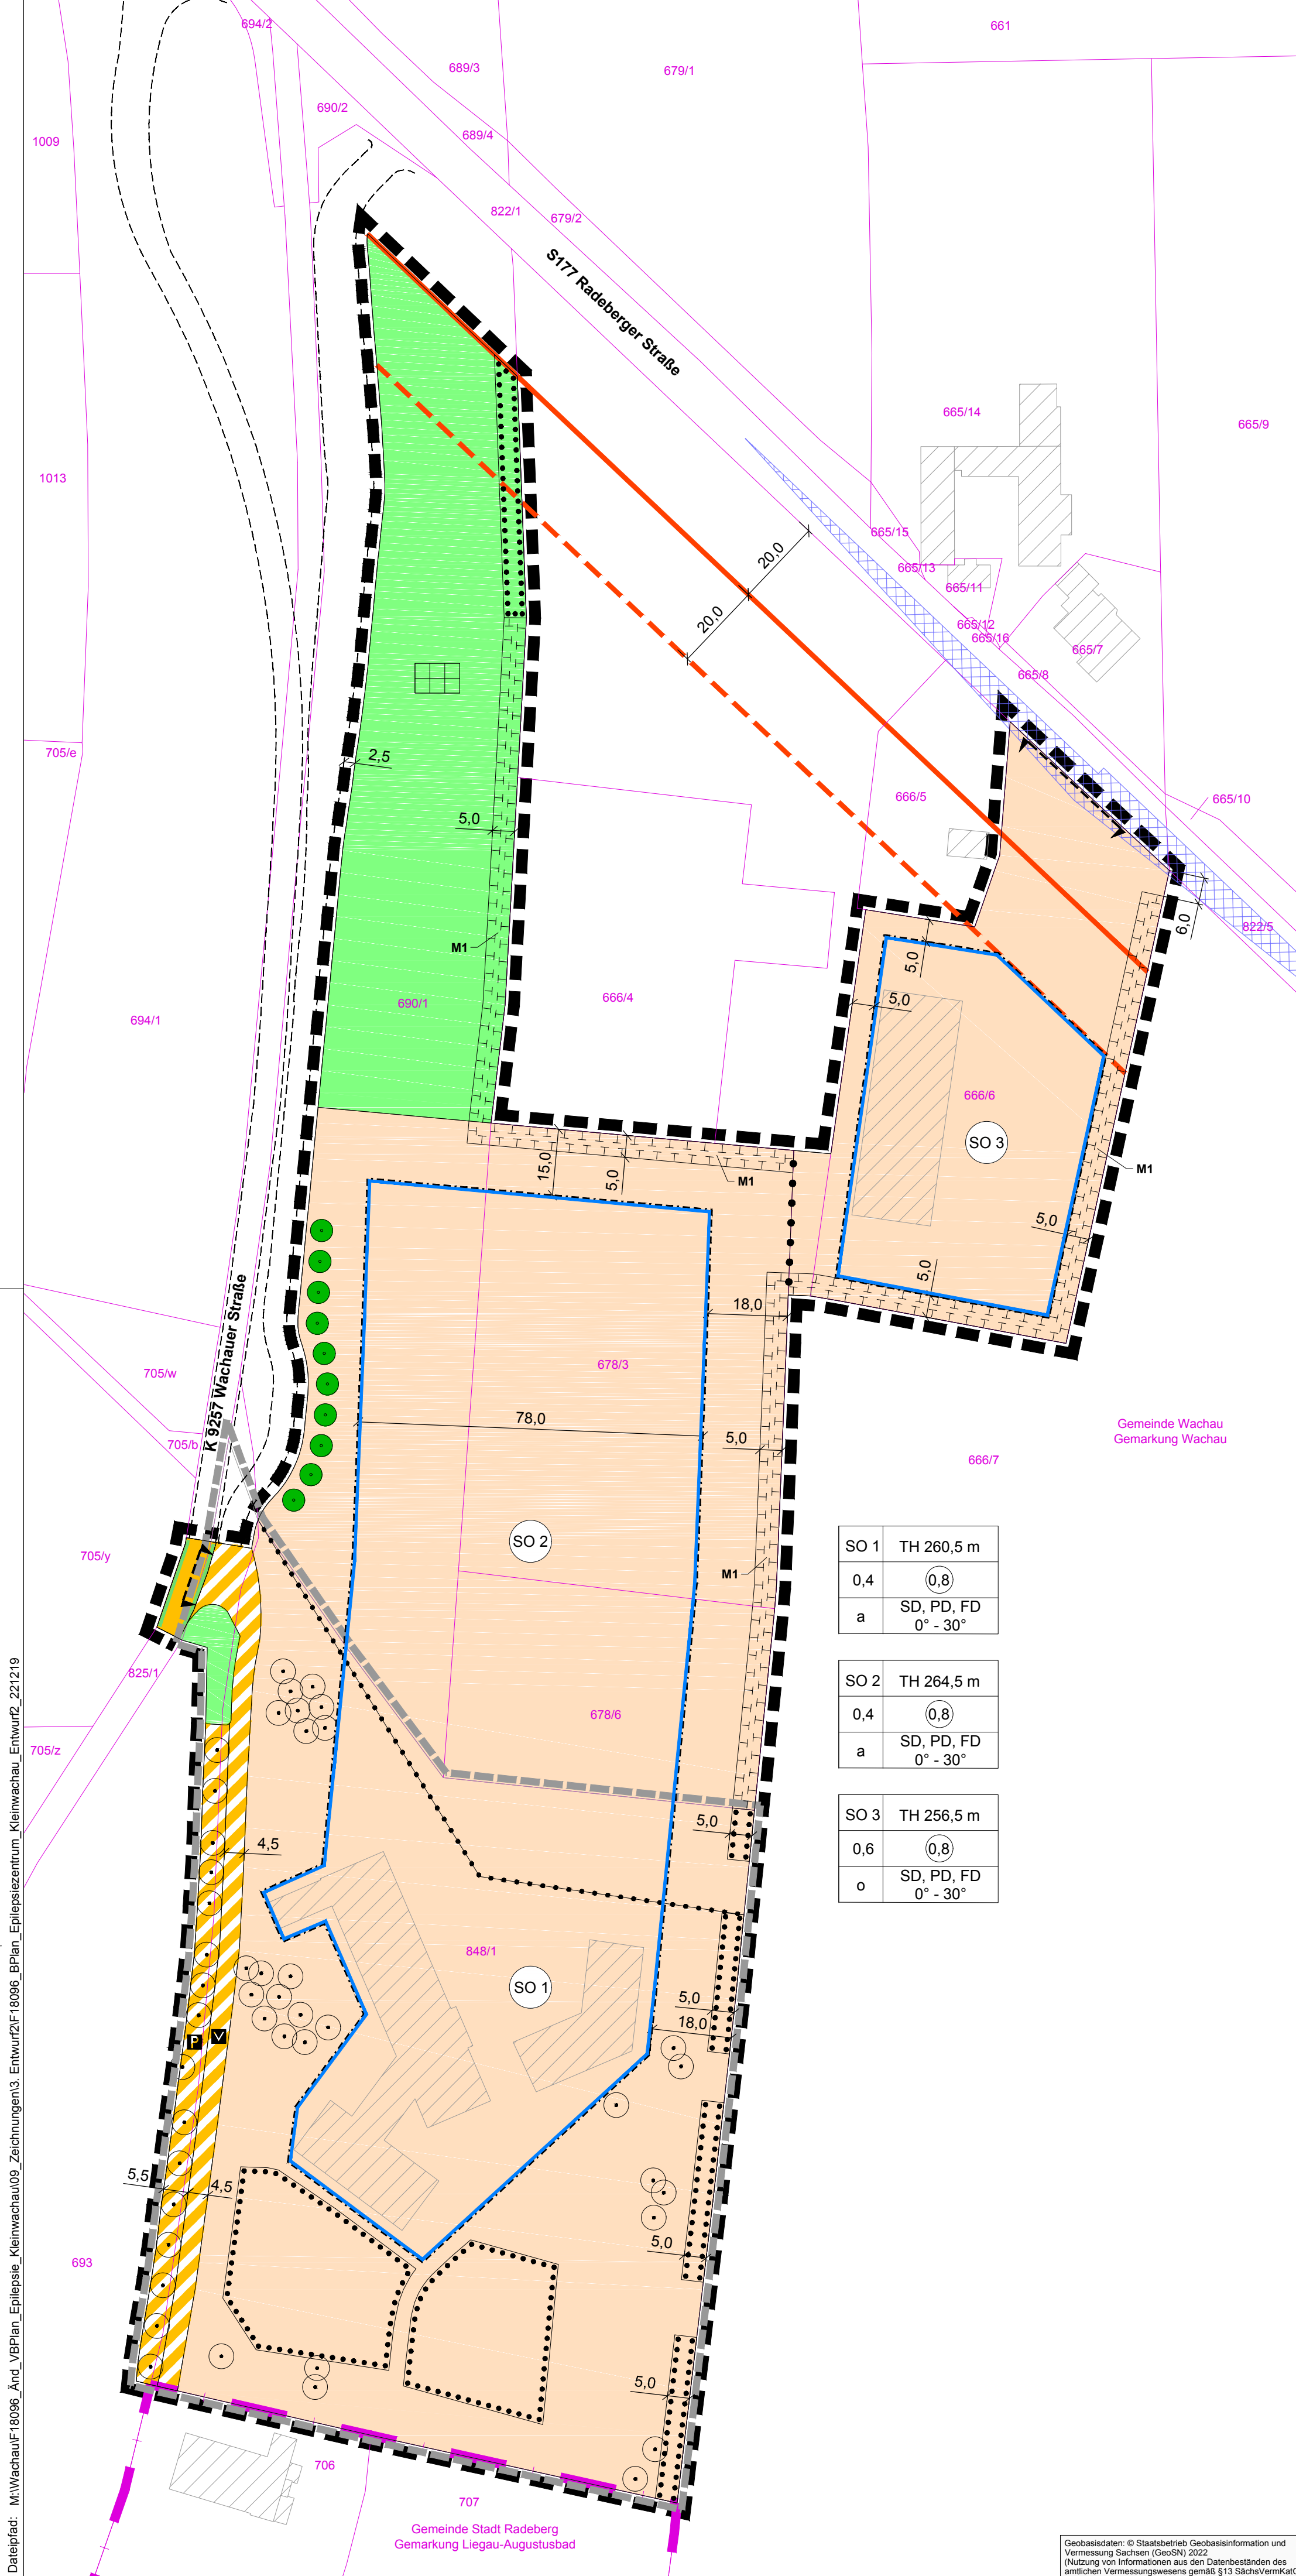 694/2
661
689/3
679/1
690/2
689/4
1009
822/1
679/2
S177 Radeberger Straße
665/14
665/9
1013
665/15
20,0
665/13
665/11
20,0
665/12
665/16
665/7
665/8
705/e
2,5
666/5
665/10
5,0
6,0
822/5
M1
5,0
690/1
666/4
5,0
694/1
666/6
SO 3
15,0
5,0
M1
M1
5,0
5,0
18,0
K 9257 Wachauer Straße
705/w
678/3
78,0
5,0
Gemeinde Wachau
Gemarkung Wachau
705/b
666/7
SO 2
705/y
M1
SO 1 TH 260,5 m
0,4 0,8
a SD, PD, FD
0° - 30°
825/1
SO 2 TH 264,5 m
0,4 0,8
a SD, PD, FD
0° - 30°
678/6
705/z
SO 3 TH 256,5 m
0,6 0,8
o SD, PD, FD
0° - 30°
5,0
4,5
848/1
SO 1
5,0
18,0
P V
5,5
4,5
693
5,0
5,0
706
707
Gemeinde Stadt Radeberg
Gemarkung Liegau-Augustusbad
Dateipfad: M:\Wachau\F18096_Änd_VBPlan_Epilepsie_Kleinwachau\09_Zeichnungen\3. Entwurf2\F18096_BPlan_Epilepsiezentrum_Kleinwachau_Entwurf2_221219
Geobasisdaten: © Staatsbetrieb Geobasisinformation und
Vermessung Sachsen (GeoSN) 2022
(Nutzung von Informationen aus den Datenbeständen des
amtlichen Vermessungswesens gemäß §13 SächsVermKatG